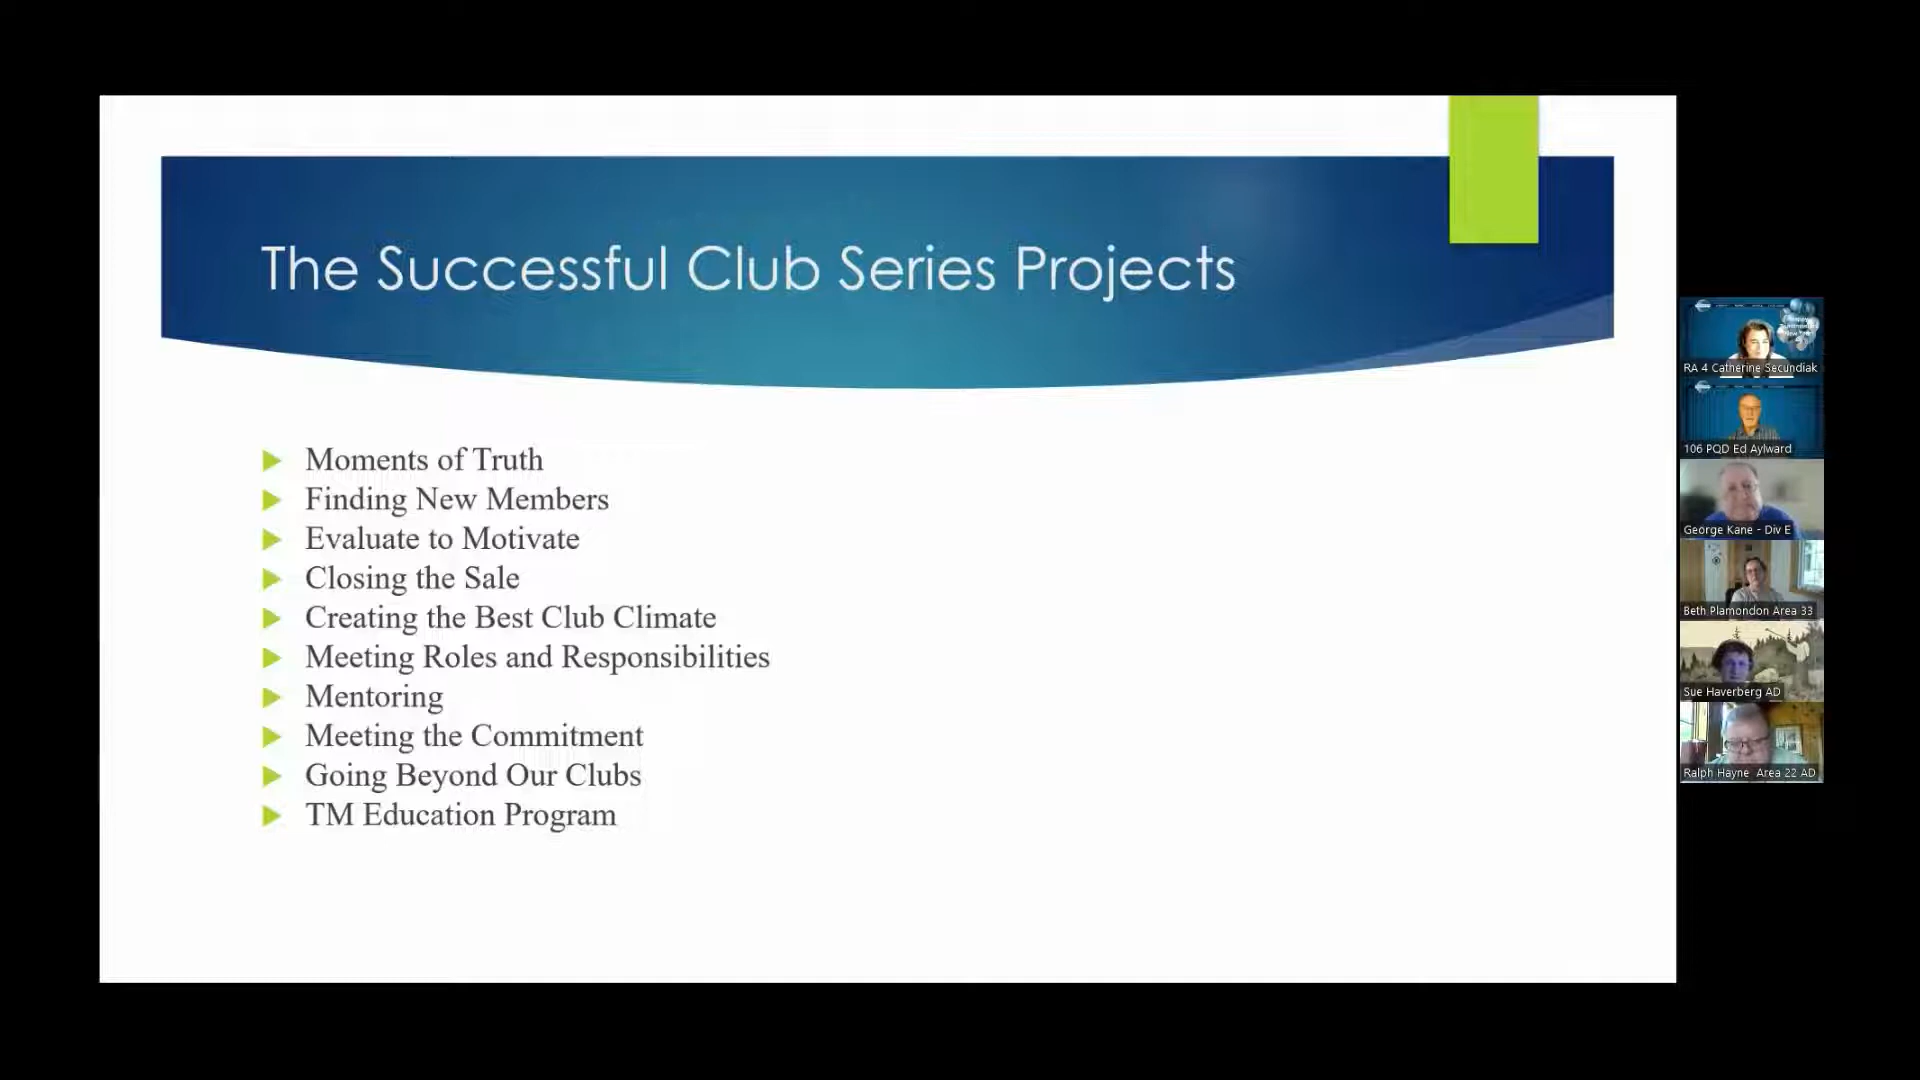 The Successful Club Series Projects
Moments of Truth
Finding New Members
Evaluate to Motivate
Closing the Sale
Creating the Best Club Climate
Meeting Roles and Responsibilities
Mentoring
Meeting the Commitment
Going Beyond Our Clubs
TM Education Program
RA 4 Catherine Secundiak
106 PQD Ed Aylward
George Kane - Div E
Beth Plamondon Area 33
Sue Haverberg AD
Ralph Hayne Area 22 AD